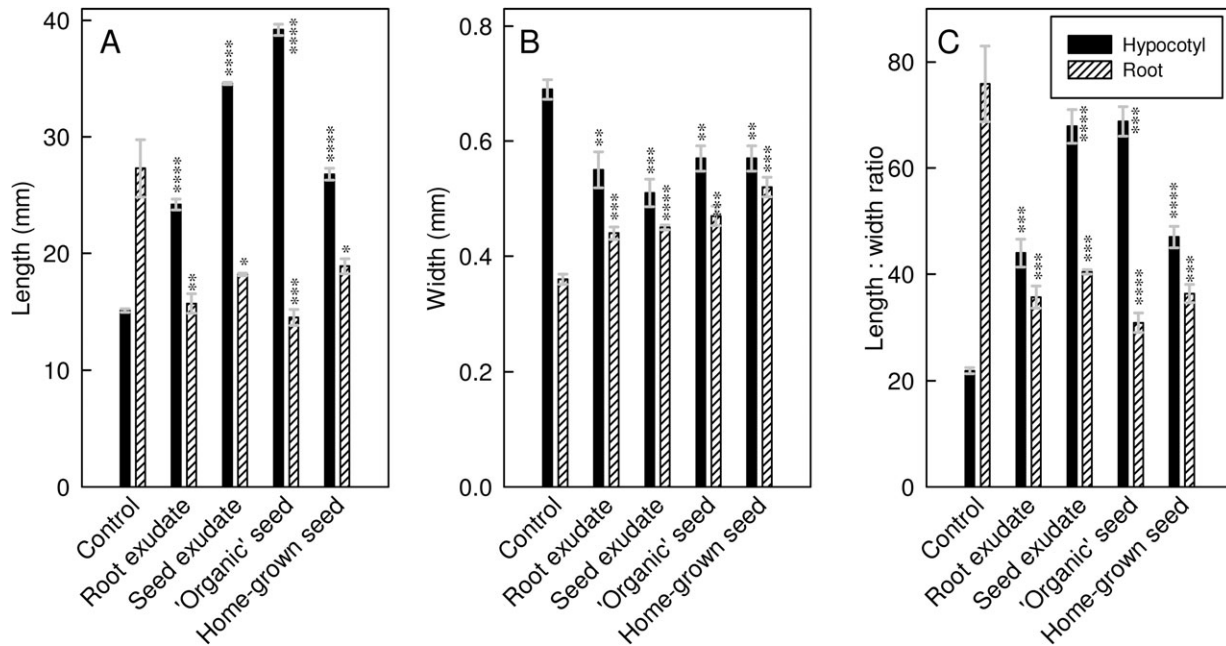 A
Length (mm)
40
30
20
10
0
****
**
****
*
****
***
****
*
Control
Root exudate
Seed exudate
'Organic' seed
Home-grown seed
B
Width (mm)
0.8
0.6
0.4
0.2
0.0
**
***
***
****
**
***
**
***
Control
Root exudate
Seed exudate
'Organic' seed
Home-grown seed
C
Hypocotyl
Root
Length : width ratio
80
60
40
20
0
***
***
****
***
***
****
****
***
Control
Root exudate
Seed exudate
'Organic' seed
Home-grown seed